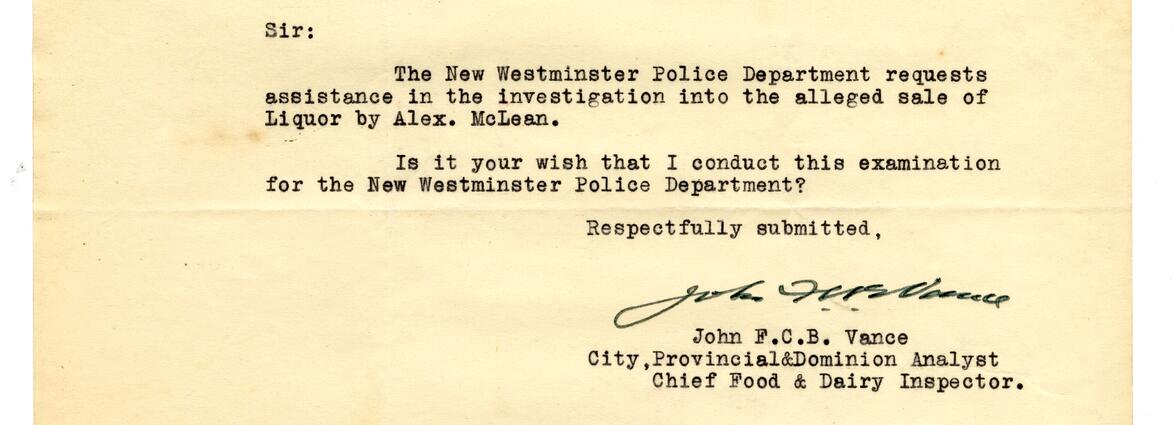 Sir:
The New Westminster Police Department requests
assistance in the investigation into the alleged sale of
Liquor by Alex. McLean.
Is it your wish that I conduct this examination
for the New Westminster Police Department?
Respectfully submitted,
John F.C.B. Vance
John F.C.B. Vance
City,Provincial&Dominion Analyst
Chief Food & Dairy Inspector.